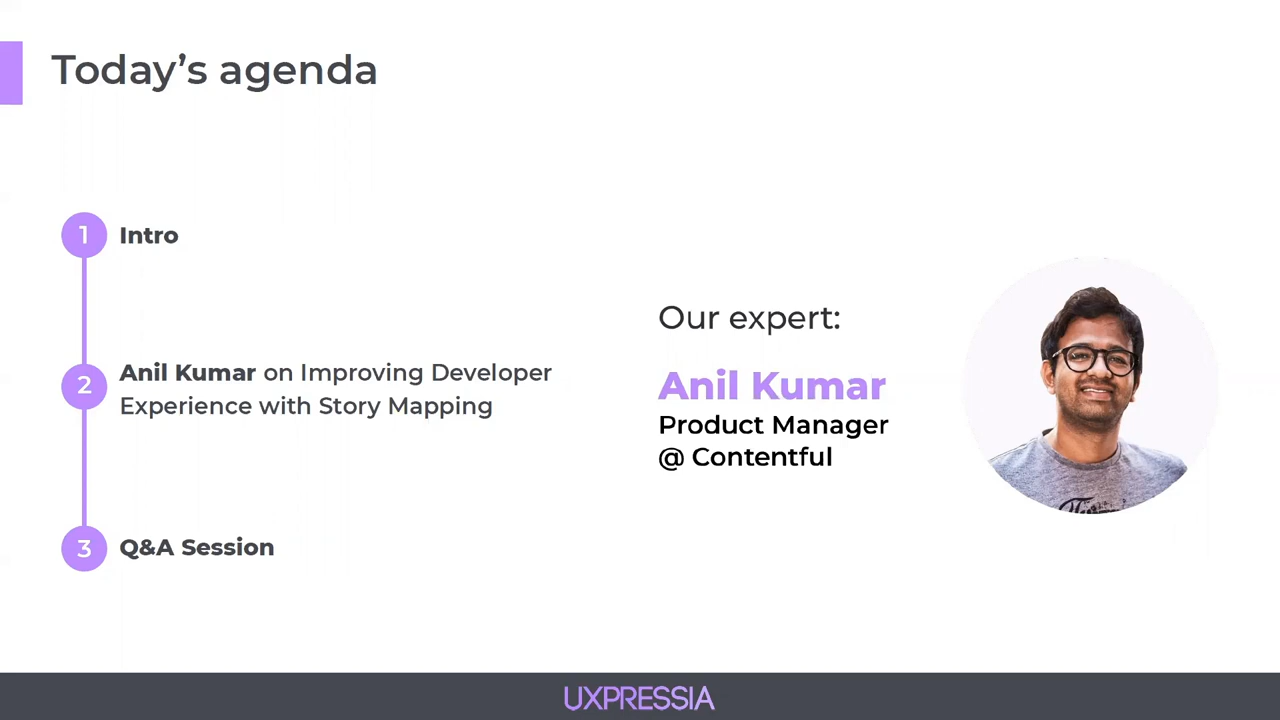 Today’s agenda
1 Intro
2 Anil Kumar on Improving Developer
Experience with Story Mapping
3 Q&A Session
Our expert:
Anil Kumar
Product Manager
@ Contentful
UXPRESSIA